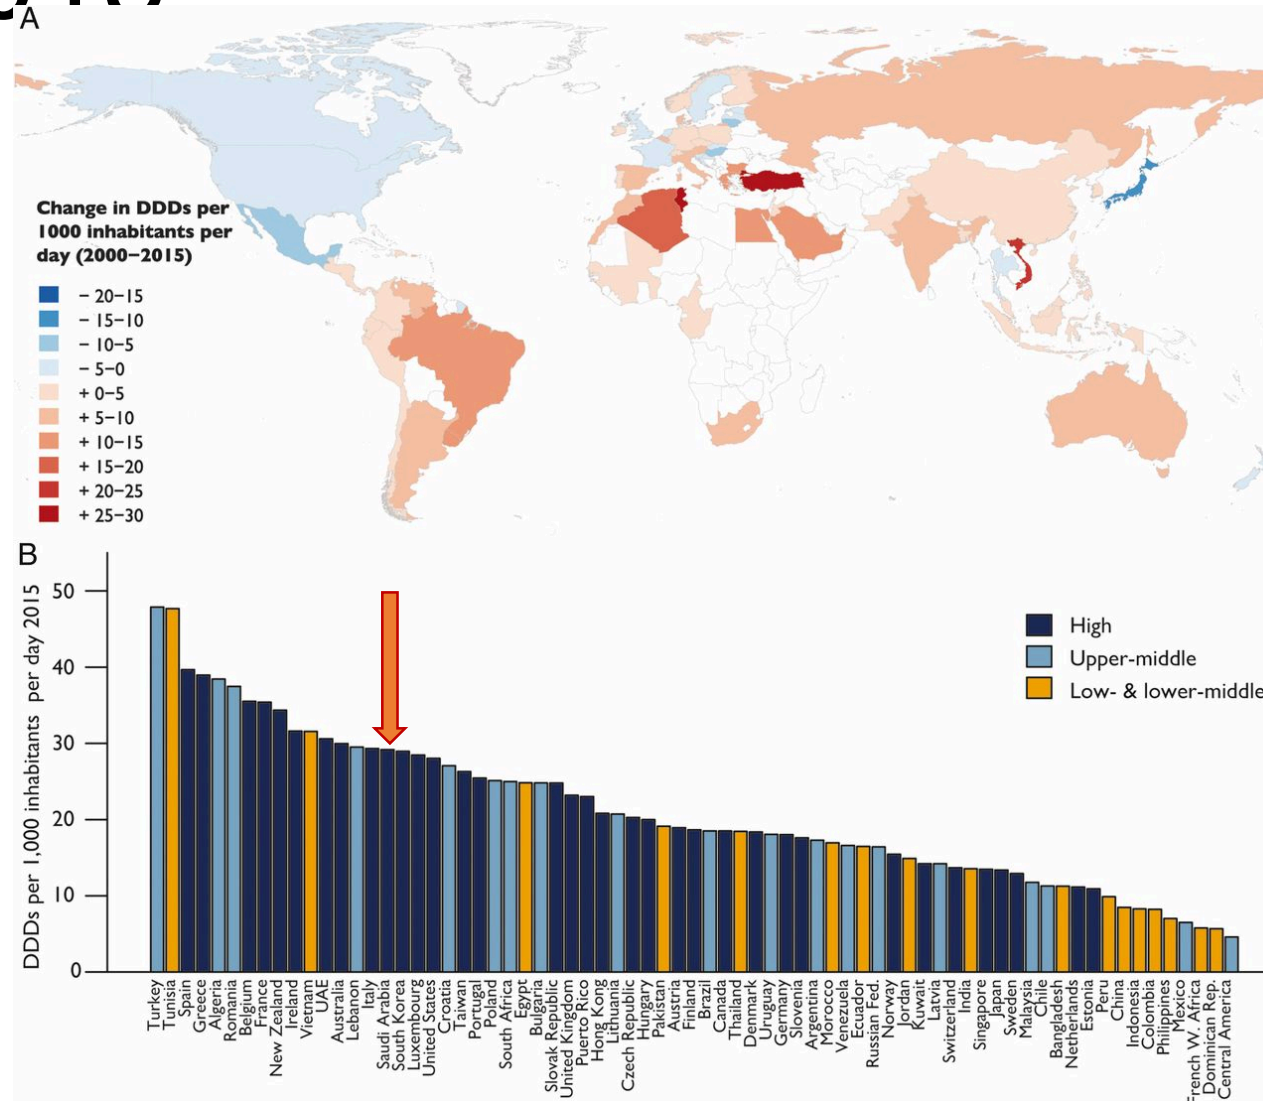 A
Change in DDDs per
1000 inhabitants per
day (2000–2015)
− 20–15
− 15–10
− 10–5
− 5–0
+ 0–5
+ 5–10
+ 10–15
+ 15–20
+ 20–25
+ 25–30
B
DDDs per 1,000 inhabitants per day 2015
50
40
30
20
10
0
High
Upper-middle
Low- & lower-middle
Turkey
Tunisia
Spain
Greece
Algeria
Romania
Belgium
France
New Zealand
Ireland
Vietnam
UAE
Australia
Lebanon
Italy
Saudi Arabia
South Korea
Luxembourg
United States
Croatia
Taiwan
Portugal
Poland
South Africa
Egypt
Bulgaria
Slovak Republic
United Kingdom
Puerto Rico
Hong Kong
Lithuania
Czech Republic
Hungary
Pakistan
Austria
Finland
Brazil
Canada
Thailand
Denmark
Uruguay
Germany
Slovenia
Argentina
Morocco
Venezuela
Ecuador
Russian Fed.
Norway
Jordan
Kuwait
Latvia
Switzerland
India
Singapore
Japan
Sweden
Malaysia
Chile
Bangladesh
Netherlands
Estonia
Peru
China
Indonesia
Colombia
Philippines
Mexico
French W. Africa
Dominican Rep.
Central America